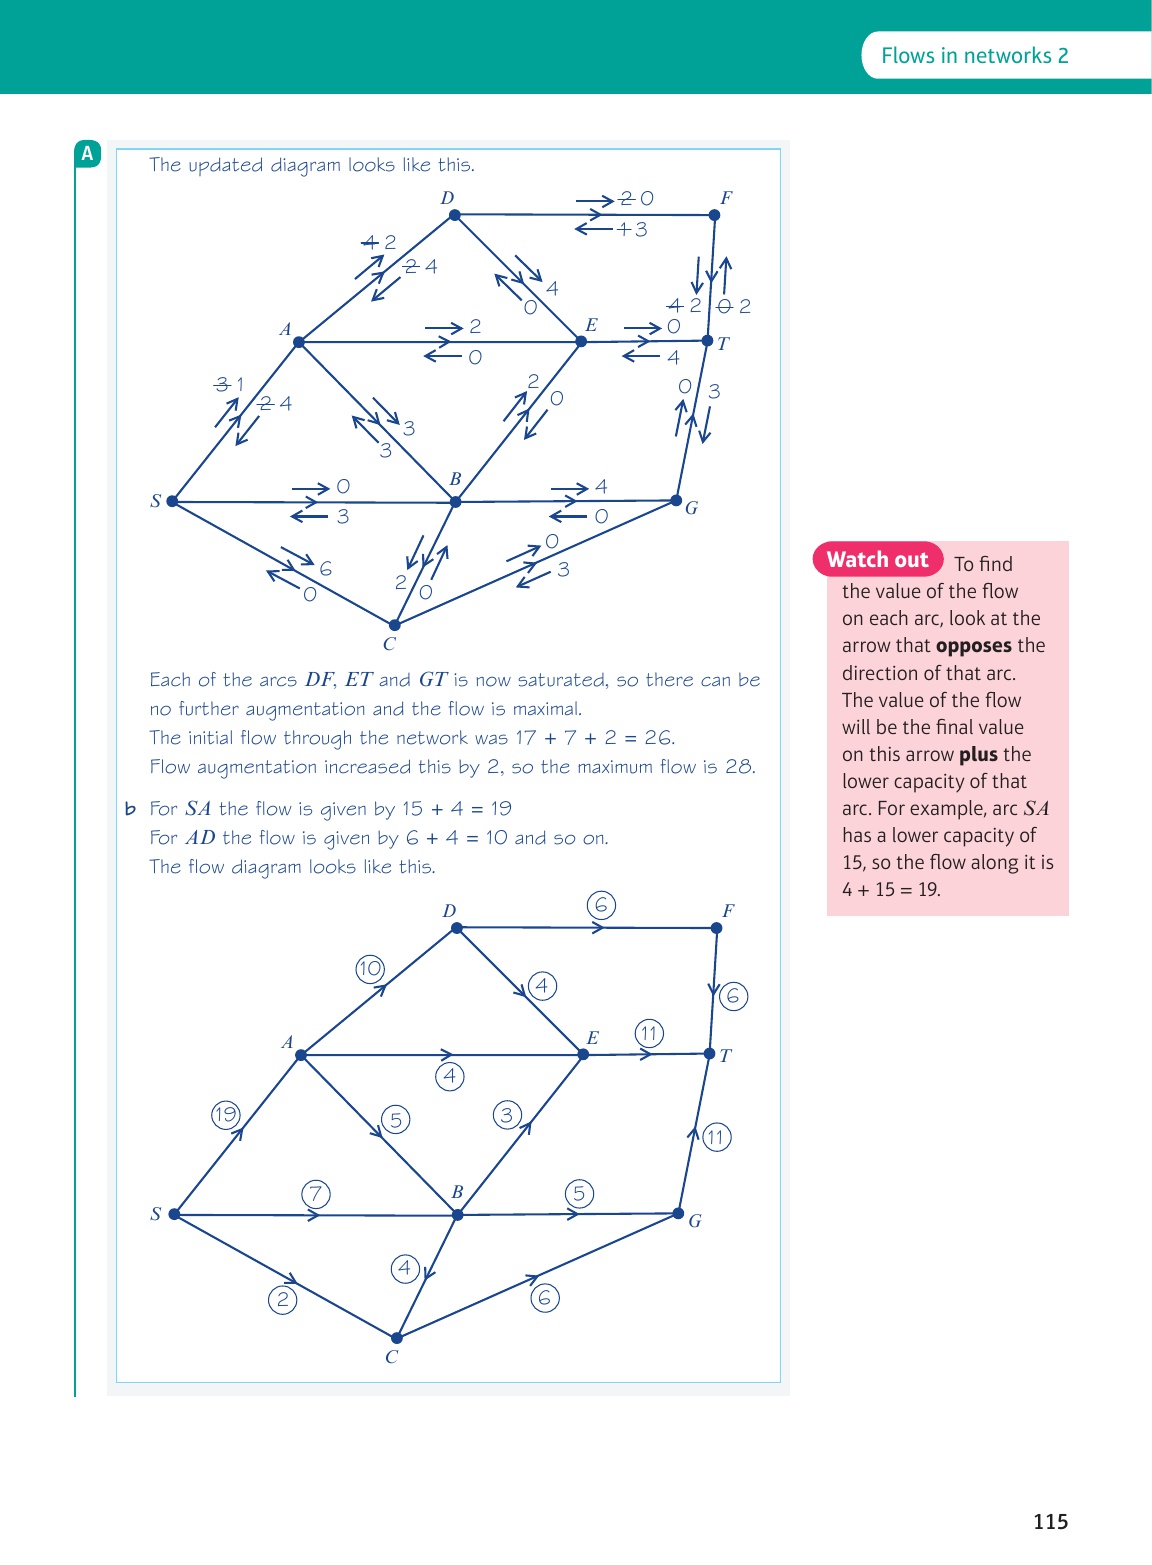 Flows in networks 2
A
The updated diagram looks like this.
D
2 0
F
1 3
4 2
2 4
4
0
4 2
0 2
A
2
0
E
0
4
T
3 1
2 4
2
0
0
3
3
3
S
0
3
B
4
0
G
6
0
2
0
0
3
C
Each of the arcs DF, ET and GT is now saturated, so there can be
no further augmentation and the flow is maximal.
The initial flow through the network was 17 + 7 + 2 = 26.
Flow augmentation increased this by 2, so the maximum flow is 28.
b For SA the flow is given by 15 + 4 = 19
For AD the flow is given by 6 + 4 = 10 and so on.
The flow diagram looks like this.
D
6
F
10
4
6
A
4
E
11
T
19
5
3
11
S
7
B
5
G
2
4
6
C
Watch out To find
the value of the flow
on each arc, look at the
arrow that opposes the
direction of that arc.
The value of the flow
will be the final value
on this arrow plus the
lower capacity of that
arc. For example, arc SA
has a lower capacity of
15, so the flow along it is
4 + 15 = 19.
115